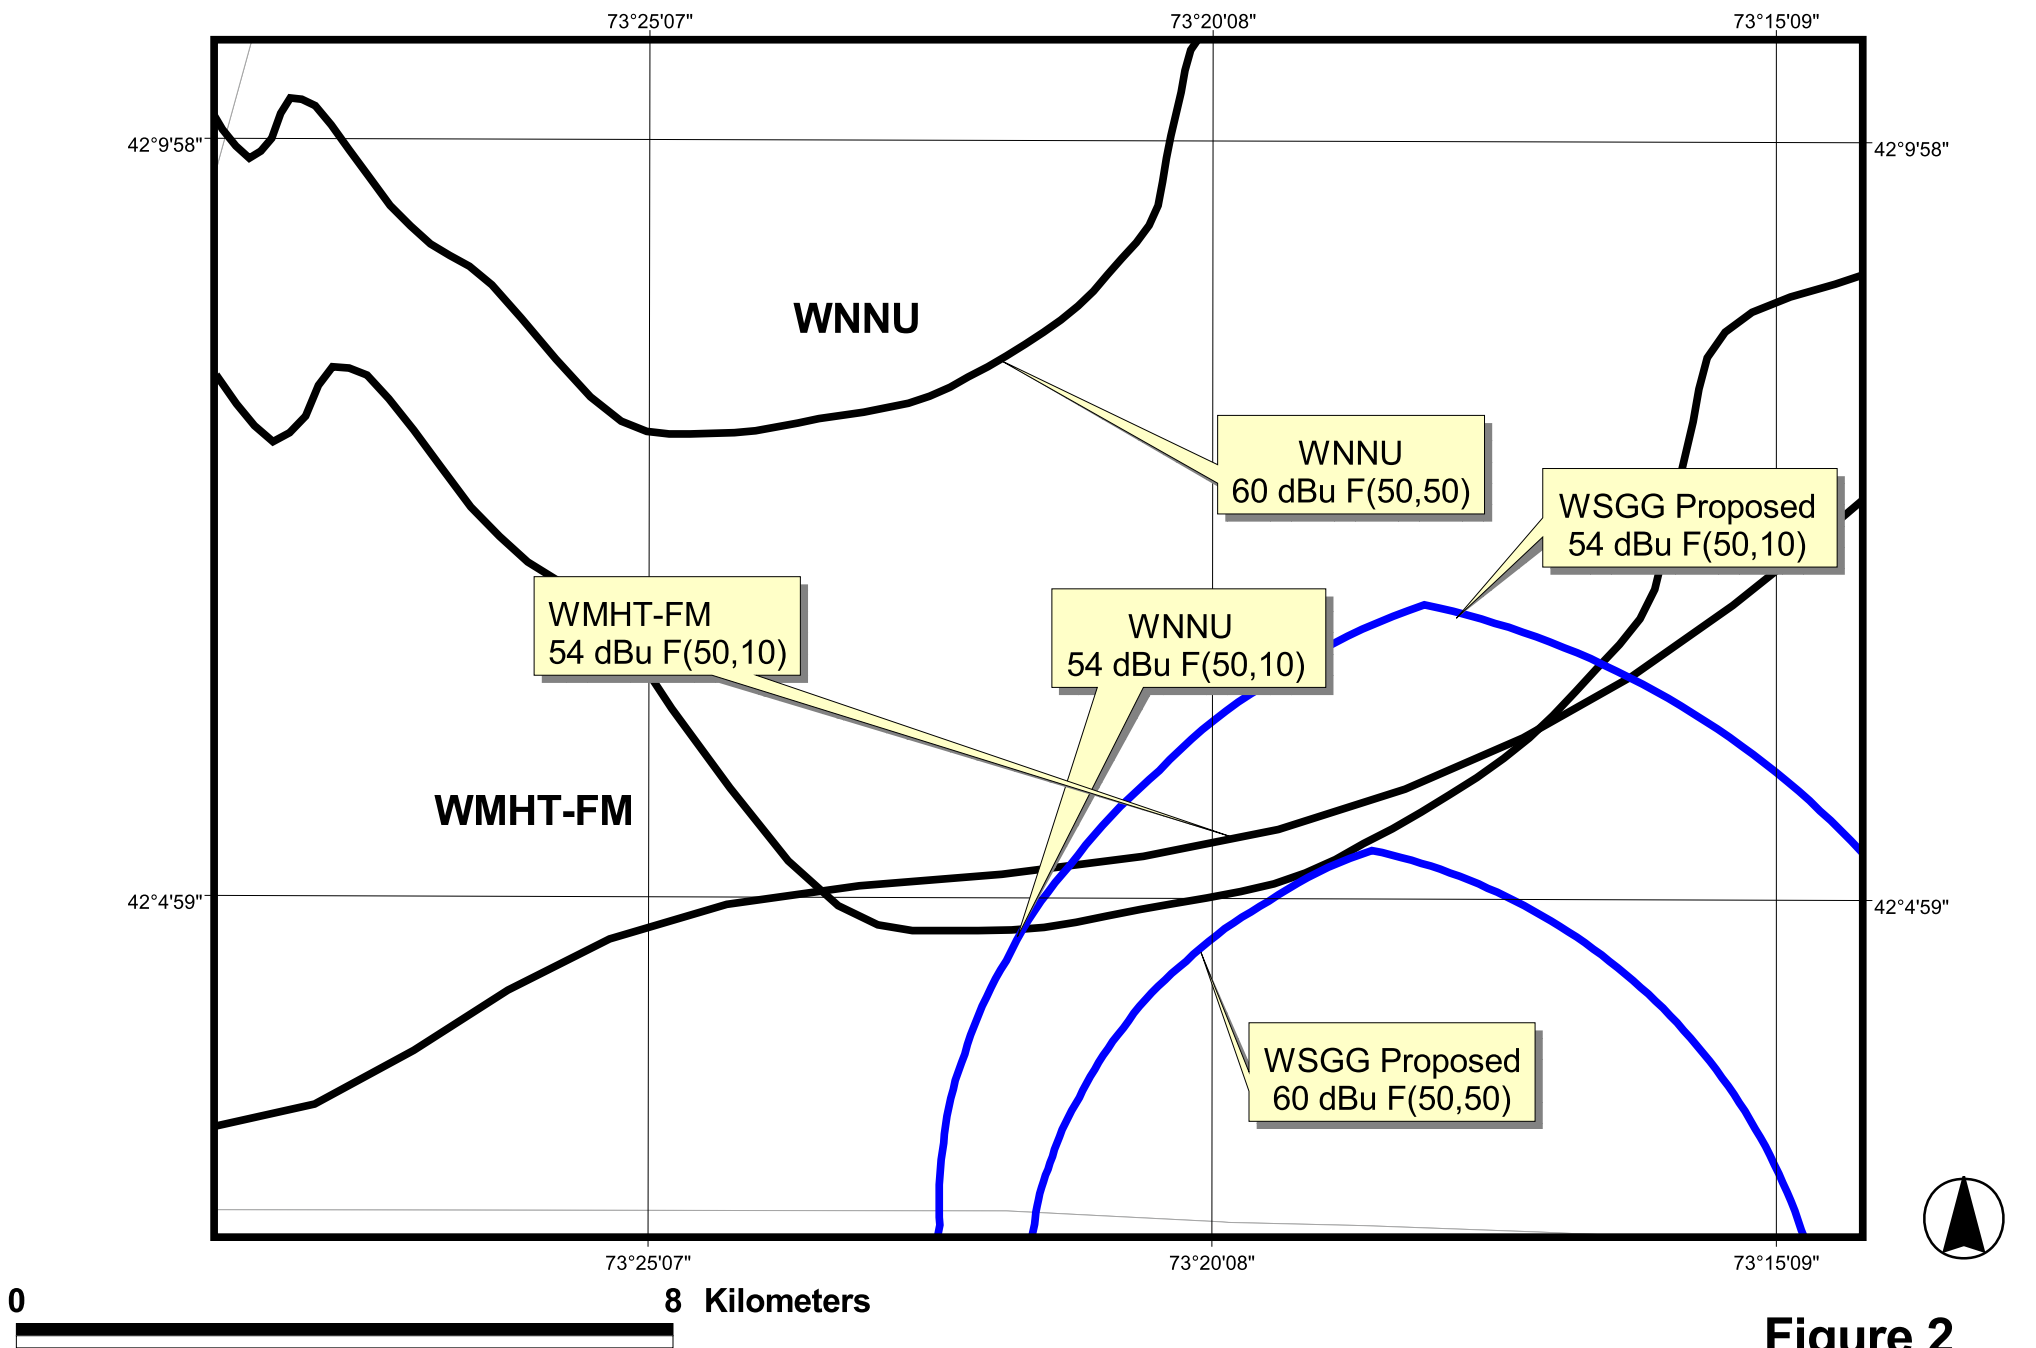 73°25'07"
73°20'08"
73°15'09"
42°9'58"
42°9'58"
WNNU
WNNU
60 dBu F(50,50)
WSGG Proposed
54 dBu F(50,10)
WMHT-FM
54 dBu F(50,10)
WNNU
54 dBu F(50,10)
WMHT-FM
42°4'59"
42°4'59"
WSGG Proposed
60 dBu F(50,50)
73°25'07"
73°20'08"
73°15'09"
0
8 Kilometers
Figure 2